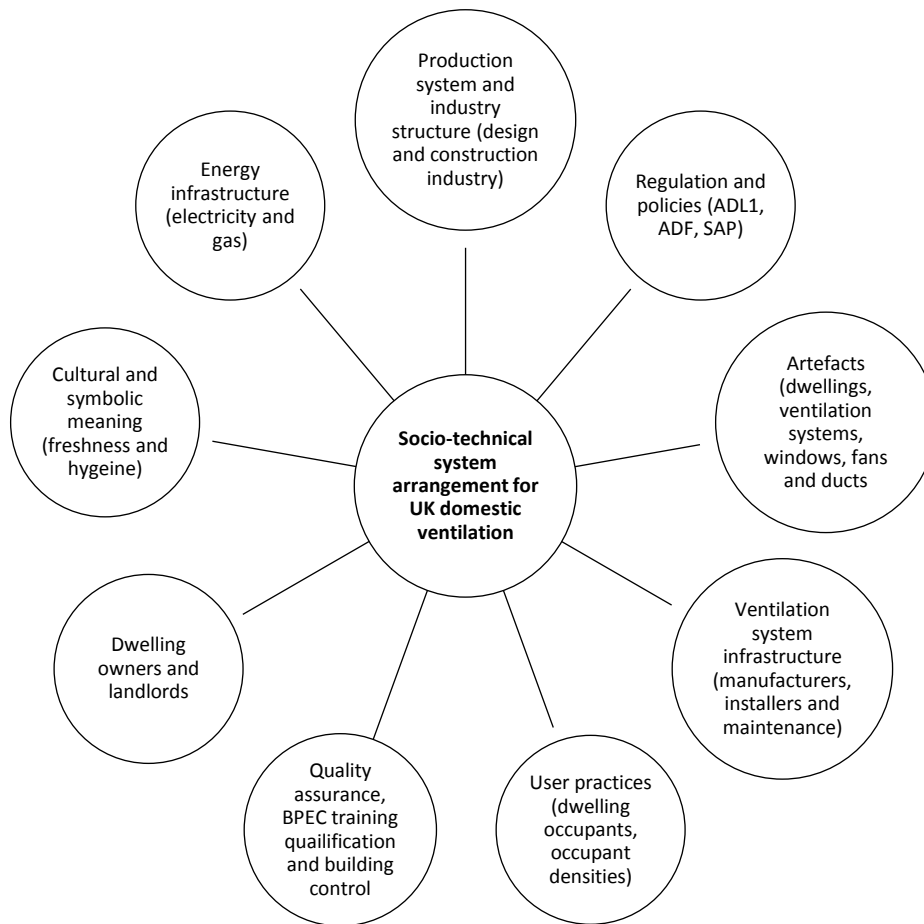 Production
system and
industry
structure (design
and construction
industry)
Regulation and
policies (ADL1,
ADF, SAP)
Artefacts
(dwellings,
ventilation
systems,
windows, fans
and ducts
Ventilation
system
infrastructure
(manufacturers,
installers and
maintenance)
User practices
(dwelling
occupants,
occupant
densities)
Quality
assurance,
BPEC training
quailification
and building
control
Dwelling
owners and
landlords
Cultural and
symbolic
meaning
(freshness and
hygeine)
Energy
infrastructure
(electricity and
gas)
Socio-technical
system
arrangement for
UK domestic
ventilation